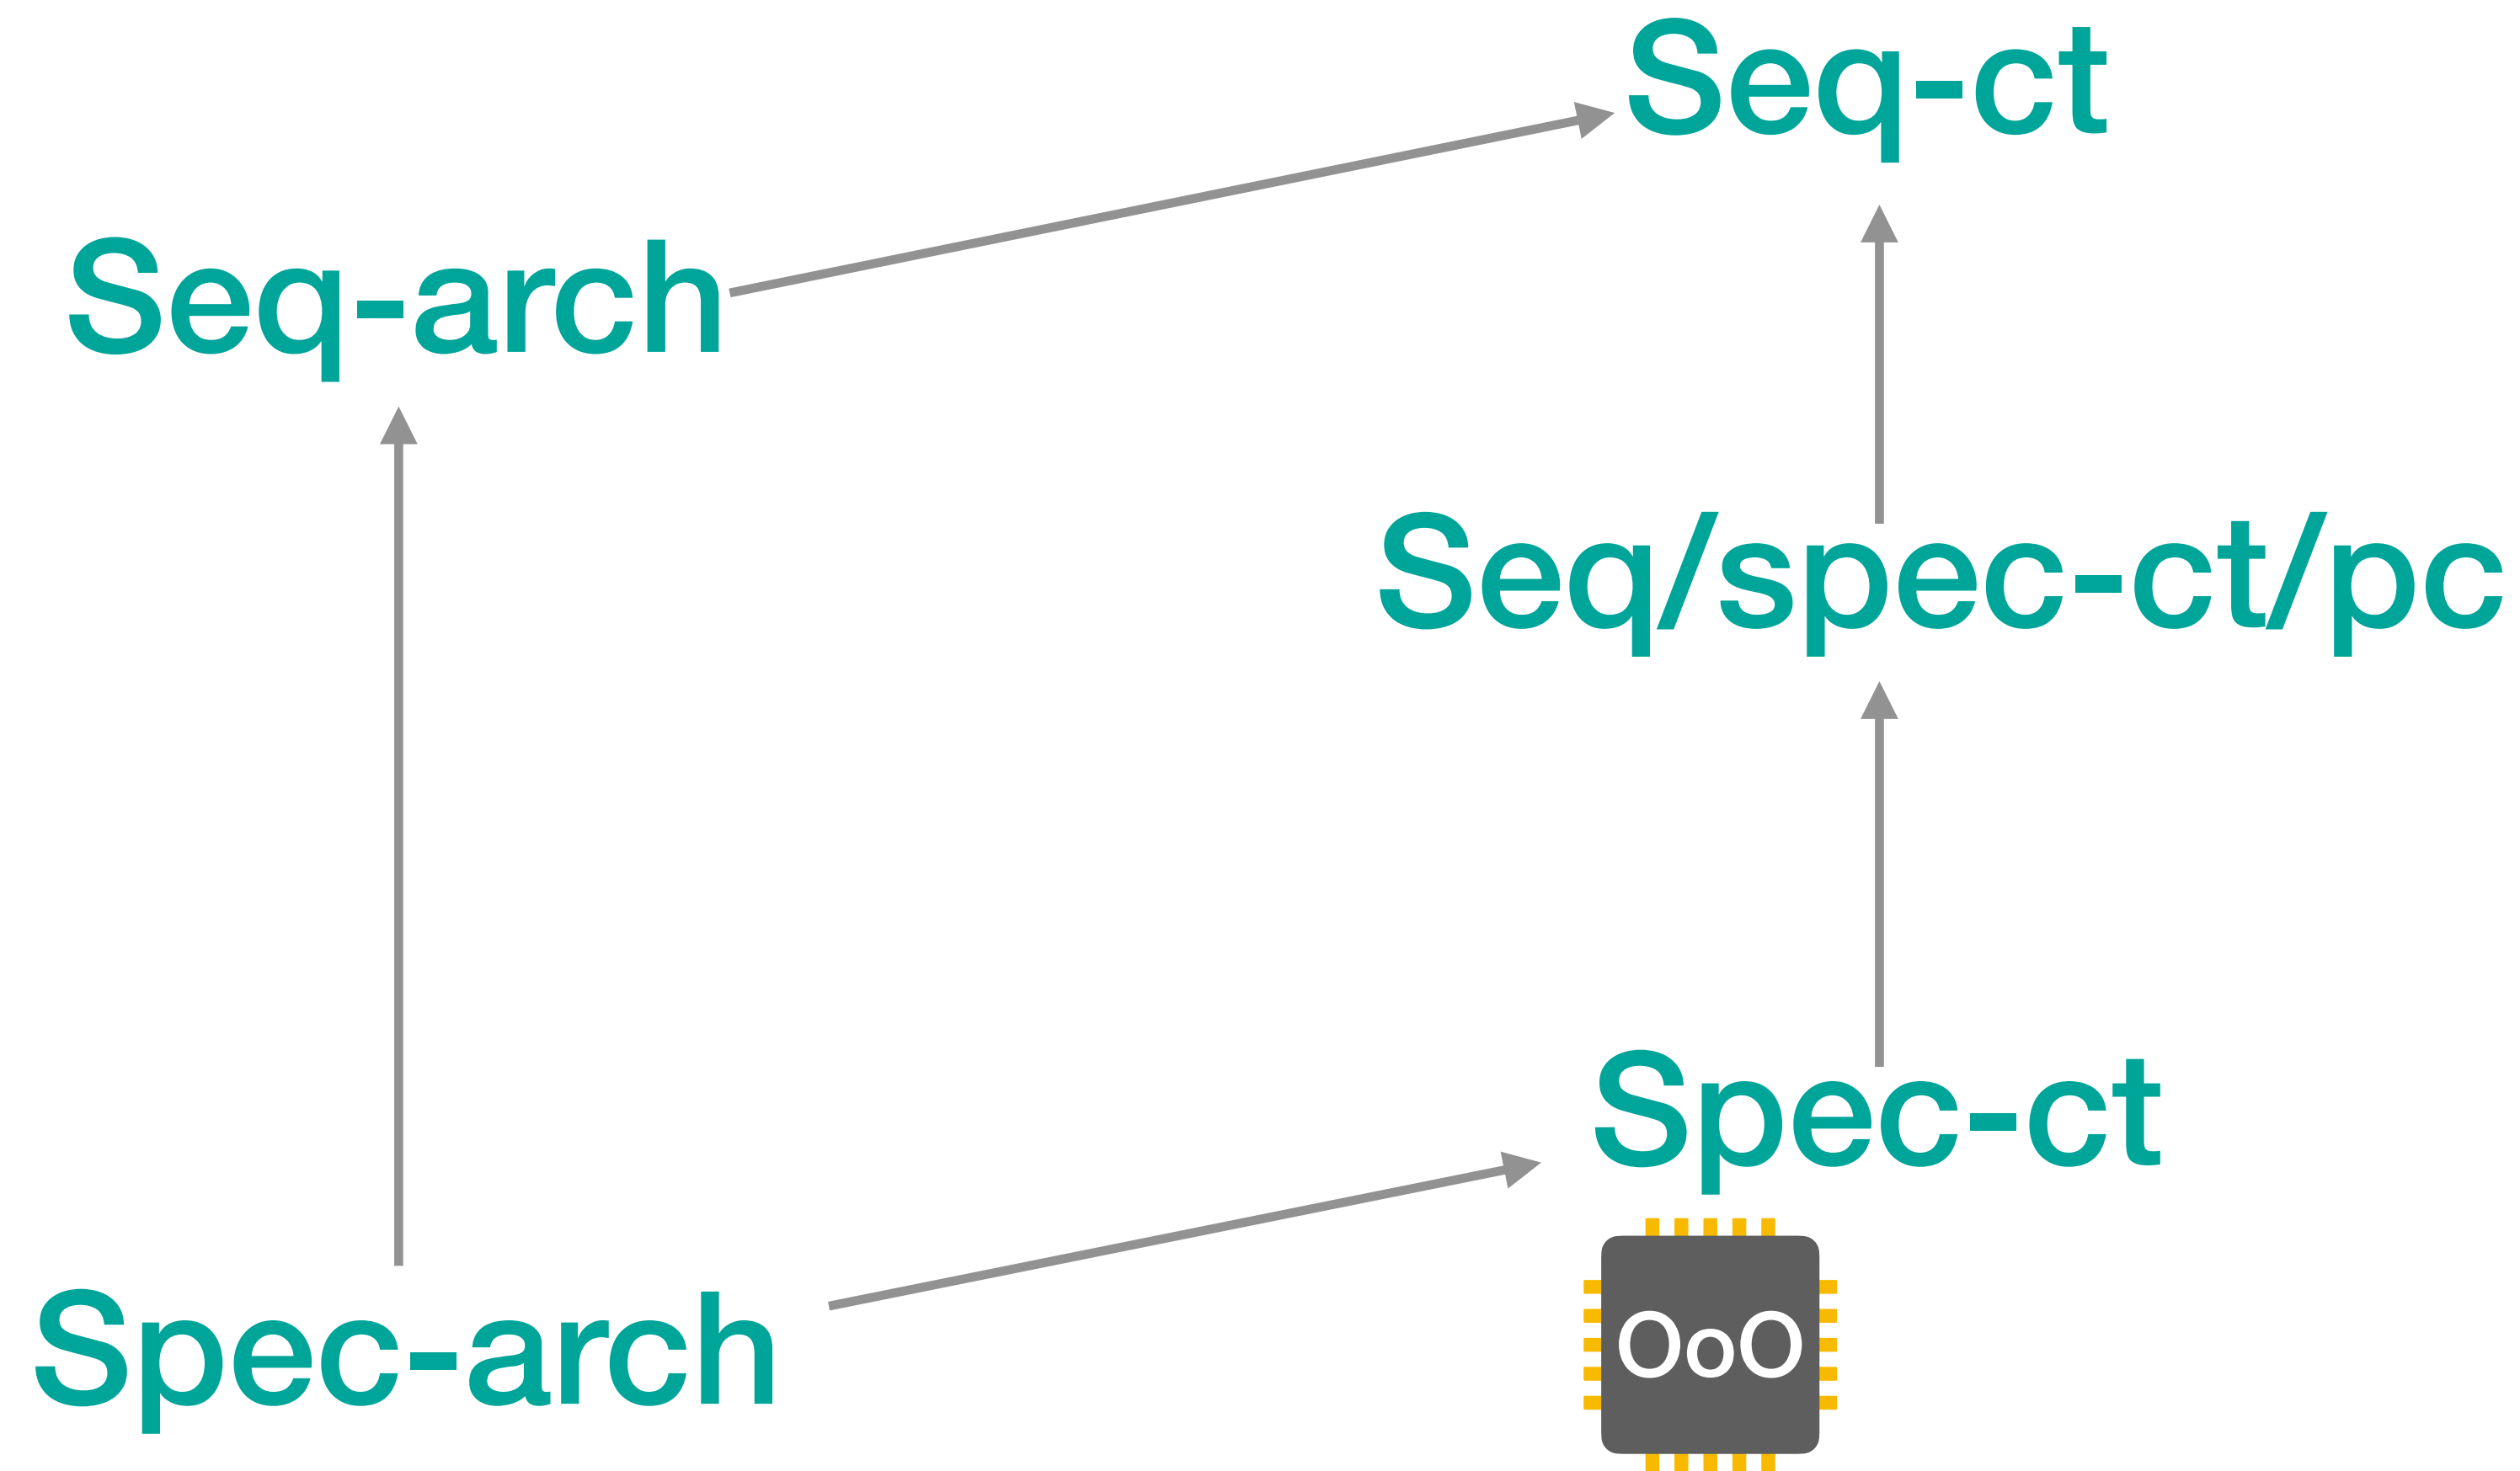 Seq-ct
Seq-arch
Seq/spec-ct/pc
Spec-ct
Spec-arch
OoO